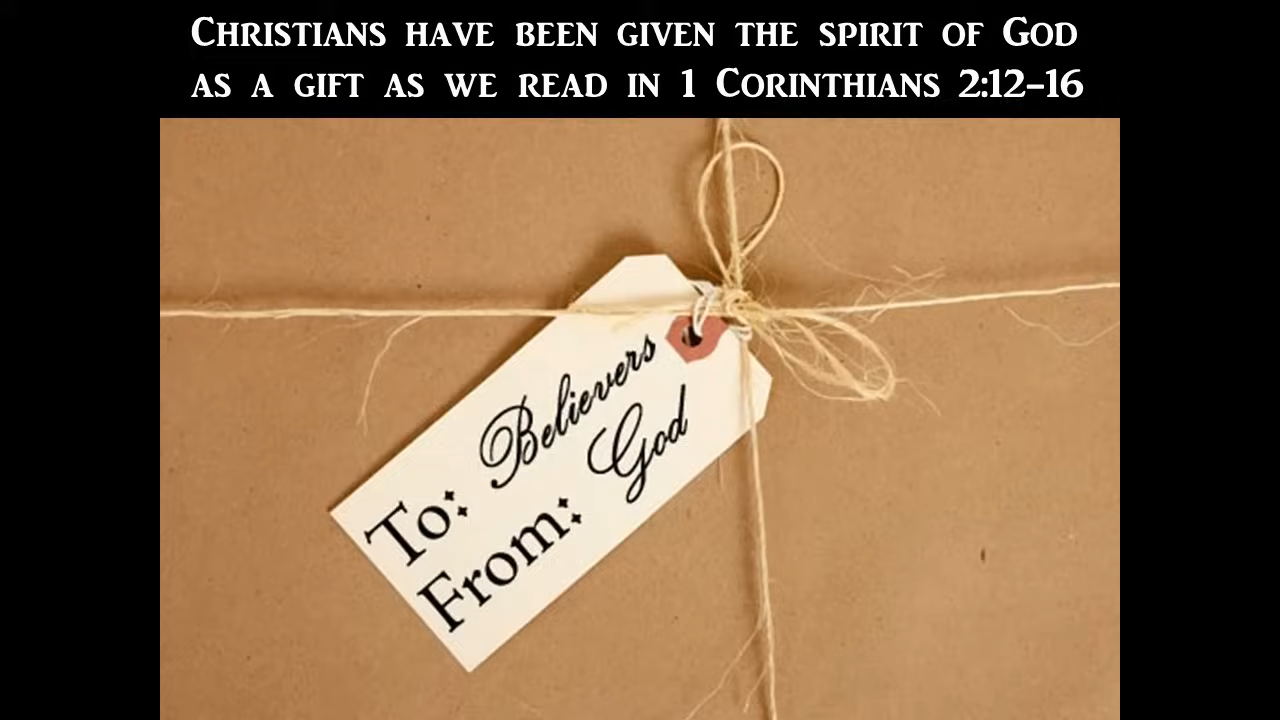 Christians have been given the spirit of God
as a gift as we read in 1 Corinthians 2:12-16
To: Believers
From: God